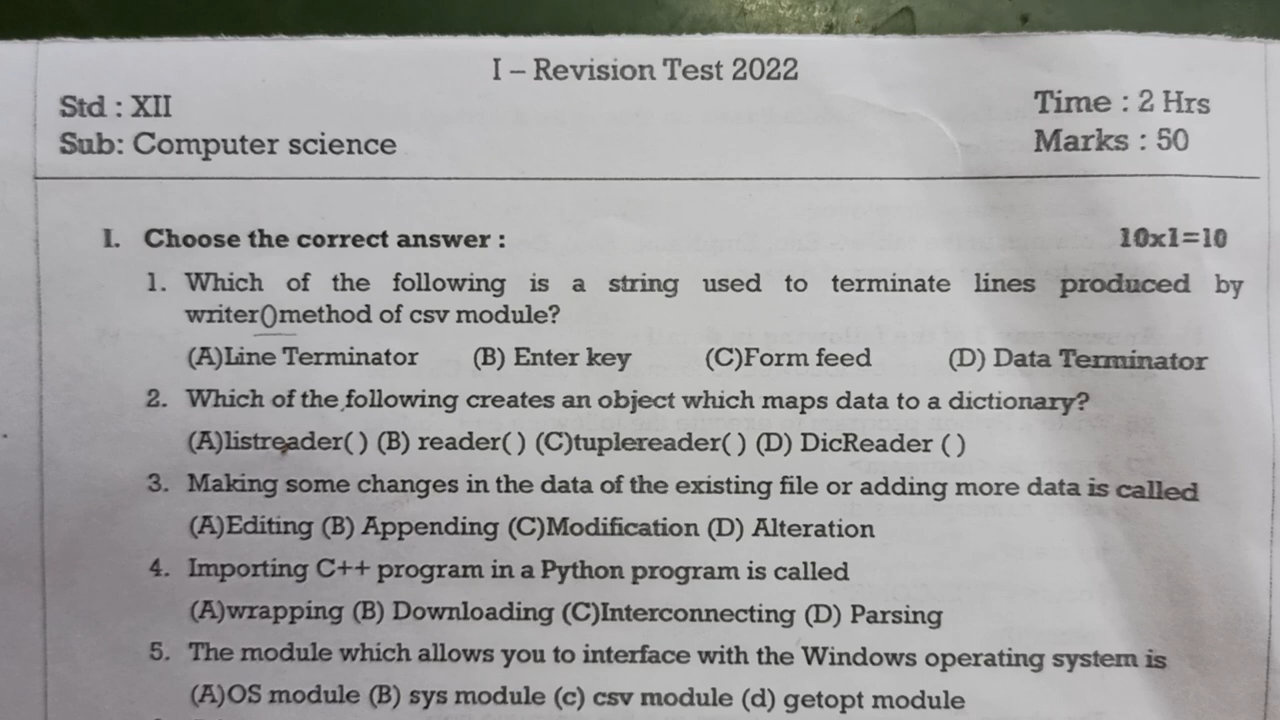 I – Revision Test 2022
Std : XII
Time : 2 Hrs
Sub: Computer science
Marks : 50
I. Choose the correct answer : 10x1=10
1. Which of the following is a string used to terminate lines produced by
writer()method of csv module?
(A)Line Terminator (B) Enter key (C)Form feed (D) Data Terminator
2. Which of the following creates an object which maps data to a dictionary?
(A)listreader( ) (B) reader( ) (C)tuplereader( ) (D) DicReader ( )
3. Making some changes in the data of the existing file or adding more data is called
(A)Editing (B) Appending (C)Modification (D) Alteration
4. Importing C++ program in a Python program is called
(A)wrapping (B) Downloading (C)Interconnecting (D) Parsing
5. The module which allows you to interface with the Windows operating system is
(A)OS module (B) sys module (c) csv module (d) getopt module